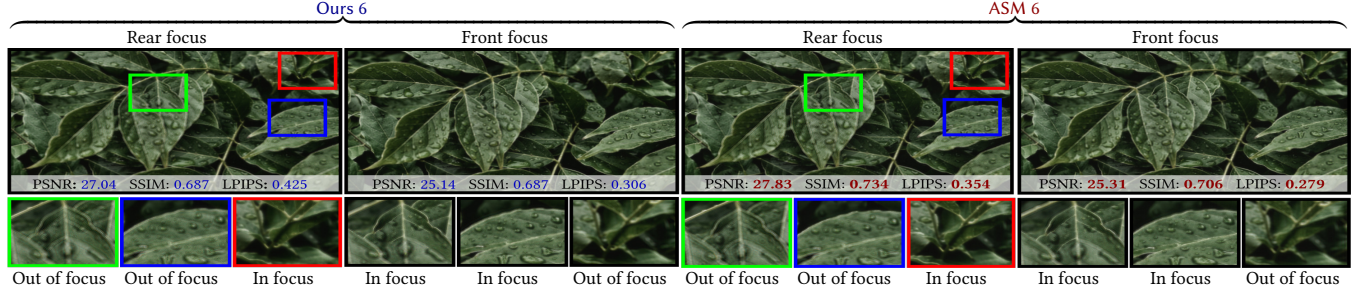 Ours 6 ASM 6
Rear focus Front focus Rear focus Front focus
PSNR: 27.04 SSIM: 0.687 LPIPS: 0.425 PSNR: 25.14 SSIM: 0.687 LPIPS: 0.306 PSNR: 27.83 SSIM: 0.734 LPIPS: 0.354 PSNR: 25.31 SSIM: 0.706 LPIPS: 0.279
Out of focus Out of focus In focus In focus In focus Out of focus Out of focus Out of focus In focus In focus In focus Out of focus